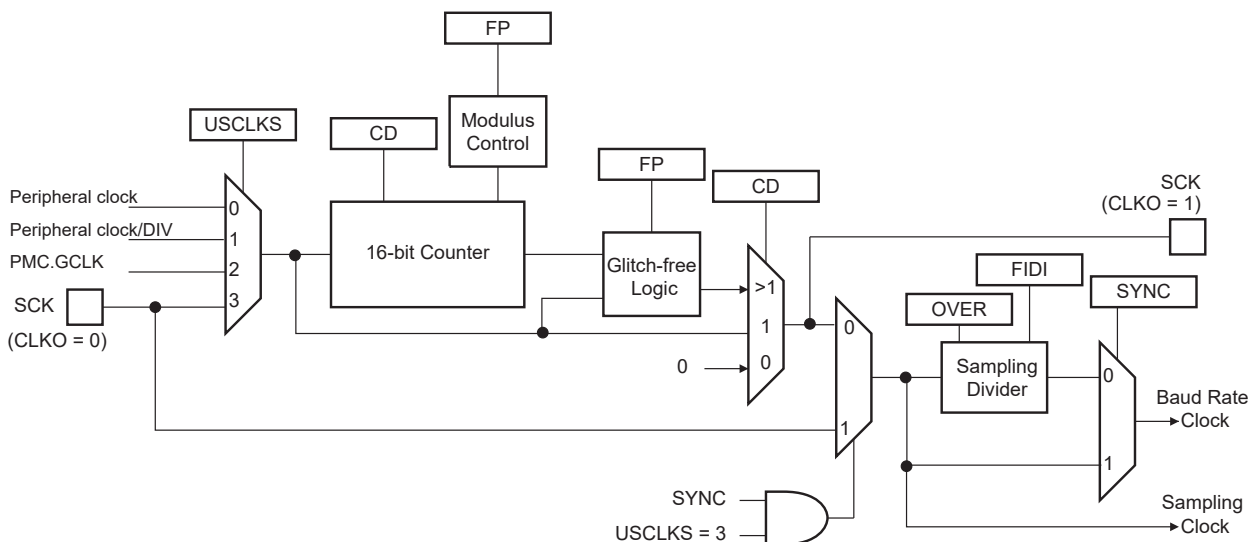 FP
USCLKS
CD
Modulus
Control
FP
CD
SCK
(CLKO = 1)
Peripheral clock
0
Peripheral clock/DIV
1
PMC.GCLK
2
SCK
3
(CLKO = 0)
16-bit Counter
Glitch-free
Logic
>1
1
0
0
0
1
FIDI
OVER
SYNC
Sampling
Divider
0
1
Baud Rate
Clock
SYNC
USCLKS = 3
Sampling
Clock